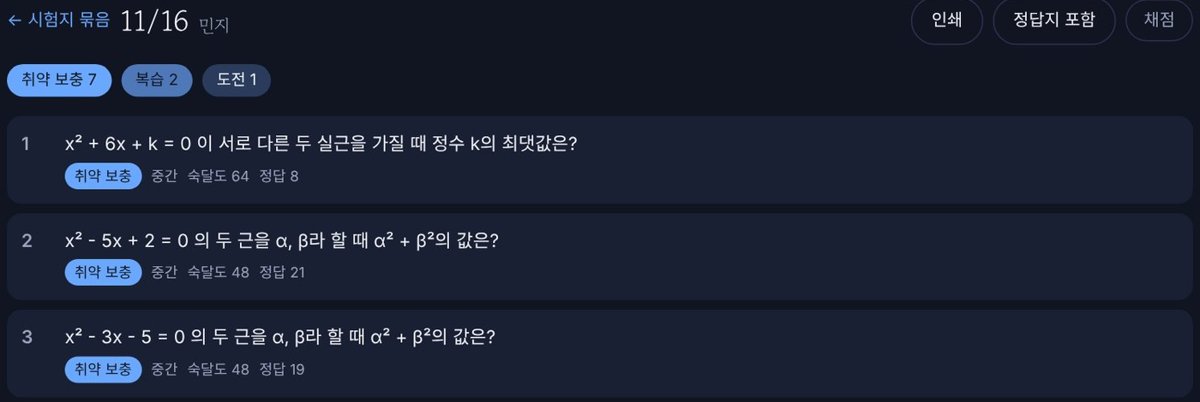 ← 시험지 묶음 11/16 민지 인쇄 정답지 포함 채점
취약 보충 7 복습 2 도전 1
1 x² + 6x + k = 0 이 서로 다른 두 실근을 가질 때 정수 k의 최댓값은?
취약 보충 중간 숙달도 64 정답 8
2 x² - 5x + 2 = 0 의 두 근을 α, β라 할 때 α² + β²의 값은?
취약 보충 중간 숙달도 48 정답 21
3 x² - 3x - 5 = 0 의 두 근을 α, β라 할 때 α² + β²의 값은?
취약 보충 중간 숙달도 48 정답 19